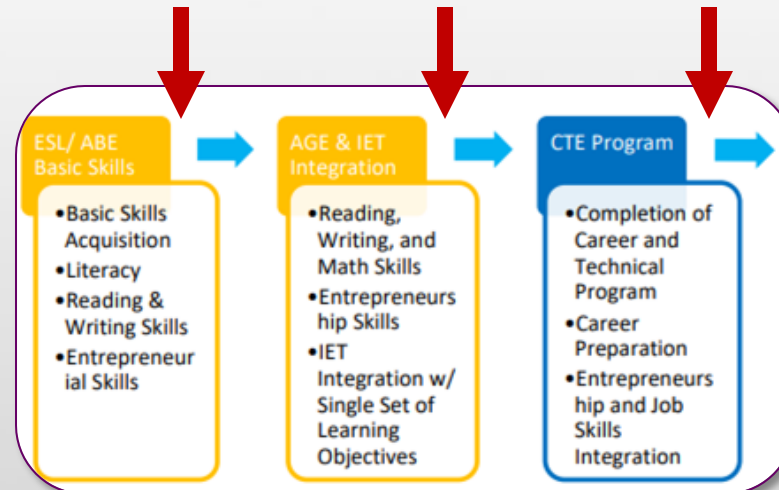 ESL/ ABE
Basic Skills
•Basic Skills
Acquisition
•Literacy
•Reading &
Writing Skills
•Entrepreneur
ial Skills
AGE & IET
Integration
•Reading,
Writing, and
Math Skills
•Entrepreneurs
hip Skills
•IET
Integration w/
Single Set of
Learning
Objectives
CTE Program
•Completion of
Career and
Technical
Program
•Career
Preparation
•Entrepreneurs
hip and Job
Skills
Integration